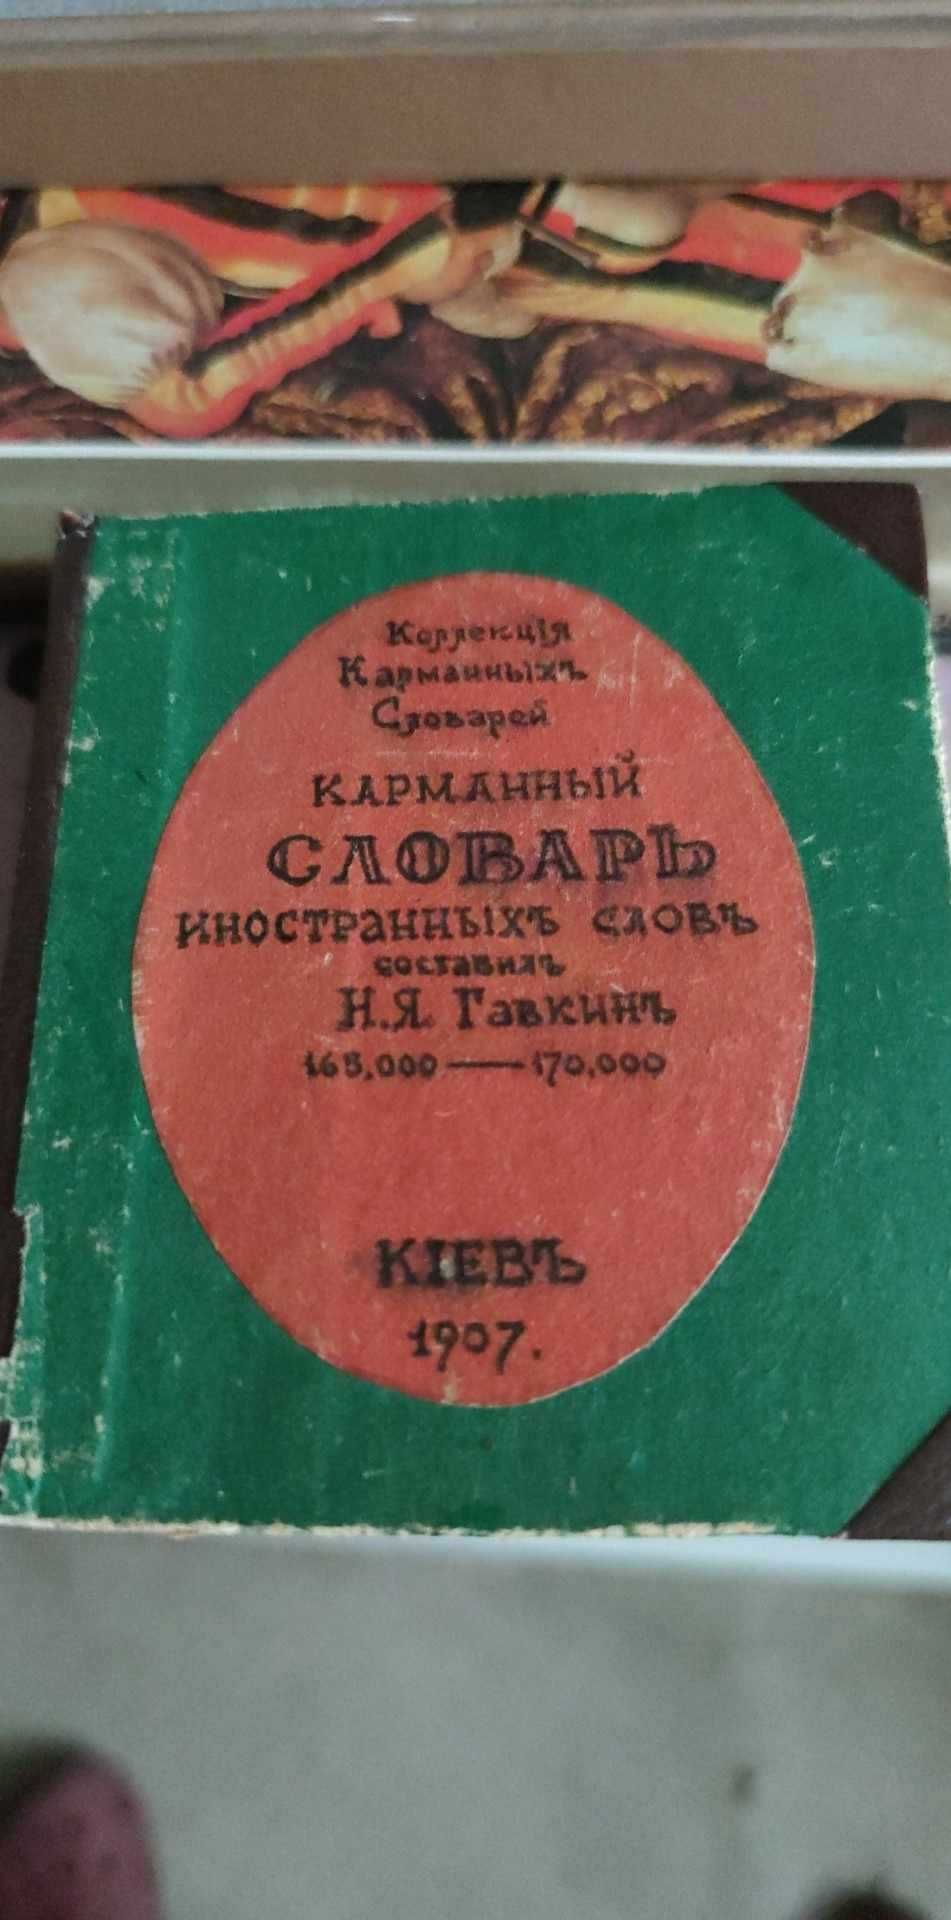 Коллекція
Карманныхъ
Словарей
КАРМАННЫЙ
СЛОВАРЬ
ИНОСТРАННЫХЪ СЛОВЪ
составилъ
Н.Я. Гавкинъ
165,000 — 170,000
КІЕВЪ
1907.